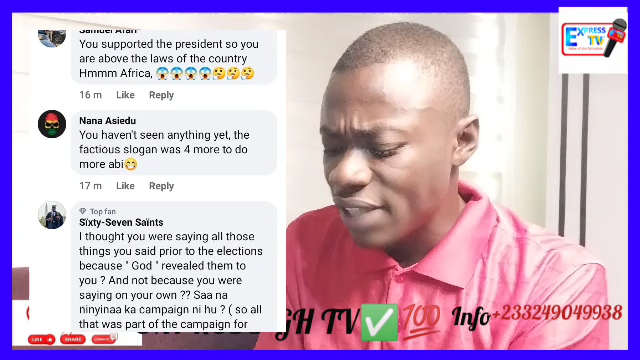 Samuel Afari
You supported the president so you
are above the laws of the country
Hmmm Africa, 😱😱😱😱🤔🤔🤔
16 m Like Reply
Nana Asiedu
You haven't seen anything yet, the
factious slogan was 4 more to do
more abi😁
17 m Like Reply
Top fan
Sïxty-Seven Saïnts
I thought you were saying all those
things you said prior to the elections
because " God " revealed them to
you ? And not because you were
saying on your own ?? Saa na
ninyinaa ka campaign ni hu ? ( so all
that was part of the campaign for
EXPRESS
TV
LIKE SHARE
GH TV✅💯 Info+233249049938